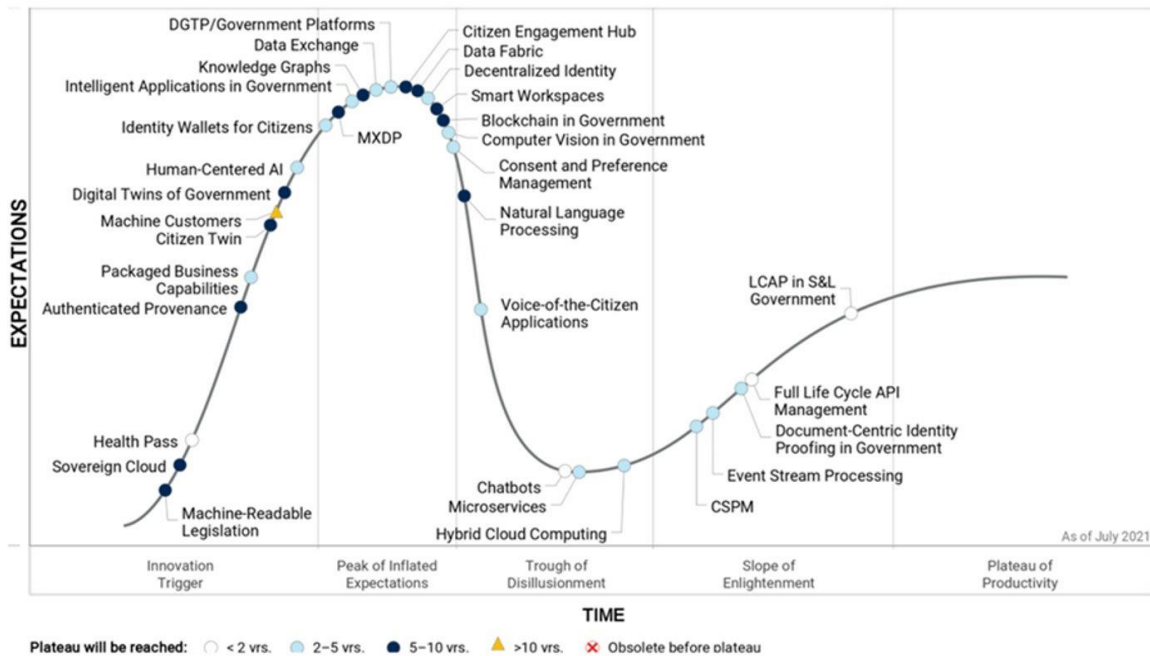 DGTP/Government Platforms
Data Exchange
Knowledge Graphs
Intelligent Applications in Government
Identity Wallets for Citizens
MXDP
Human-Centered AI
Digital Twins of Government
Machine Customers
Citizen Twin
Packaged Business
Capabilities
Authenticated Provenance
Health Pass
Sovereign Cloud
Machine-Readable
Legislation
Citizen Engagement Hub
Data Fabric
Decentralized Identity
Smart Workspaces
Blockchain in Government
Computer Vision in Government
Consent and Preference
Management
Natural Language
Processing
Voice-of-the-Citizen
Applications
Chatbots
Microservices
Hybrid Cloud Computing
LCAP in S&L
Government
Full Life Cycle API
Management
Document-Centric Identity
Proofing in Government
Event Stream Processing
CSPM
EXPECTATIONS
As of July 2021
Innovation
Trigger
Peak of Inflated
Expectations
Trough of
Disillusionment
Slope of
Enlightenment
Plateau of
Productivity
TIME
Plateau will be reached: < 2 yrs. 2–5 yrs. 5–10 yrs. >10 yrs. Obsolete before plateau